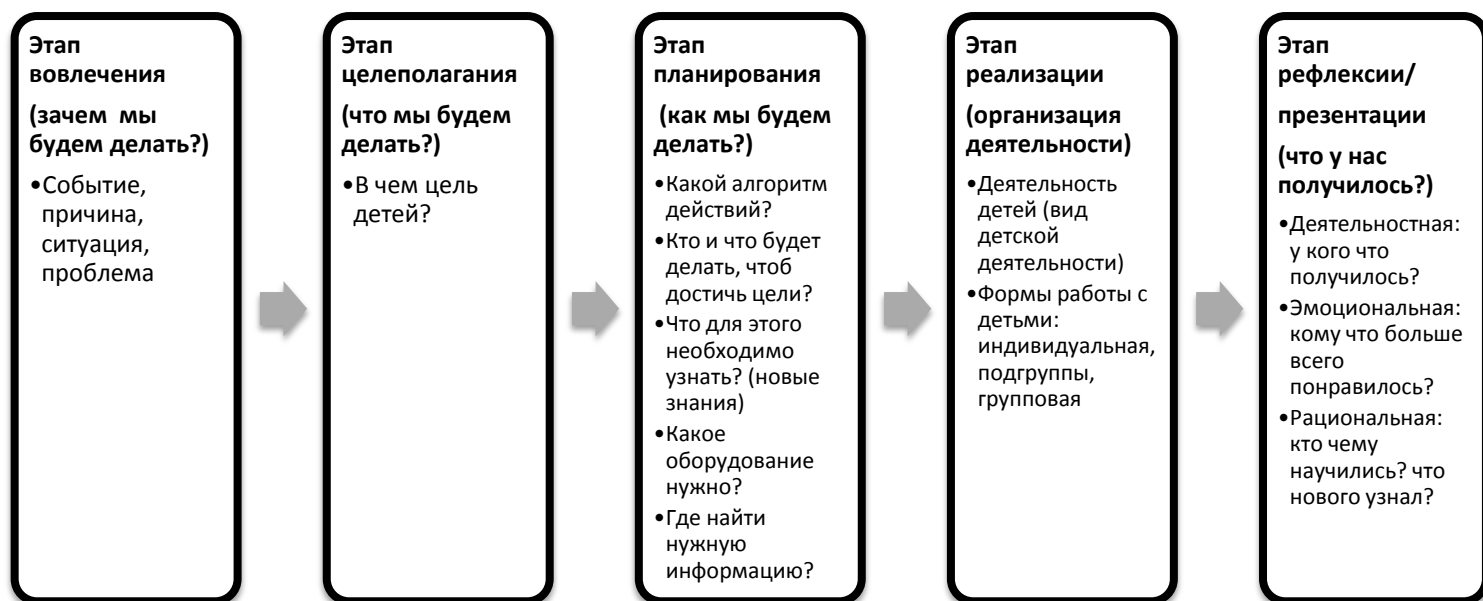 Этап
вовлечения
(зачем мы
будем делать?)
•Событие,
причина,
ситуация,
проблема
Этап
целеполагания
(что мы будем
делать?)
•В чем цель
детей?
Этап
планирования
(как мы будем
делать?)
•Какой алгоритм
действий?
•Кто и что будет
делать, чтоб
достичь цели?
•Что для этого
необходимо
узнать? (новые
знания)
•Какое
оборудование
нужно?
•Где найти
нужную
информацию?
Этап
реализации
(организация
деятельности)
•Деятельность
детей (вид
детской
деятельности)
•Формы работы с
детьми:
индивидуальная,
подгруппы,
групповая
Этап
рефлексии/
презентации
(что у нас
получилось?)
•Деятельностная:
у кого что
получилось?
•Эмоциональная:
кому что больше
всего
понравилось?
•Рациональная:
кто чему
научились? что
нового узнал?